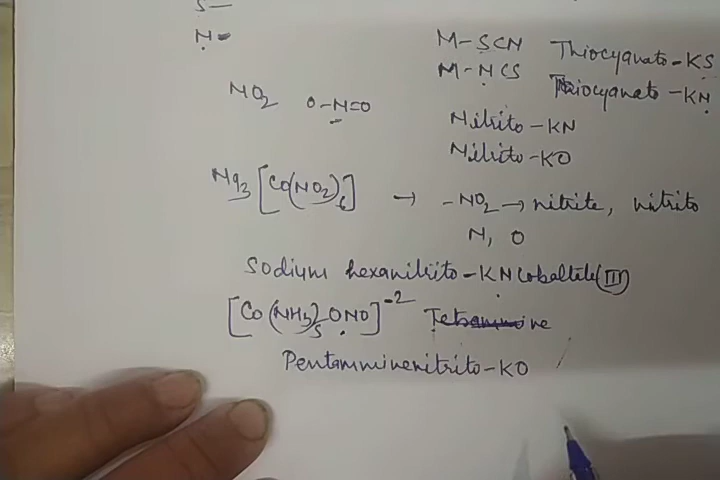 S—
N—
M-SCN Thiocyanato-KS
M-NCS Thiocyanato-KN
NO2 O-N=O
Nitrito-KN
Nitrito-KO
Na3[Co(NO2)6] → -NO2 → nitrite, nitrito
N, O
Sodium hexanitrito-KN cobaltate(III)
[Co(NH3)5 ONO]-2
Pentamminenitrito-KO